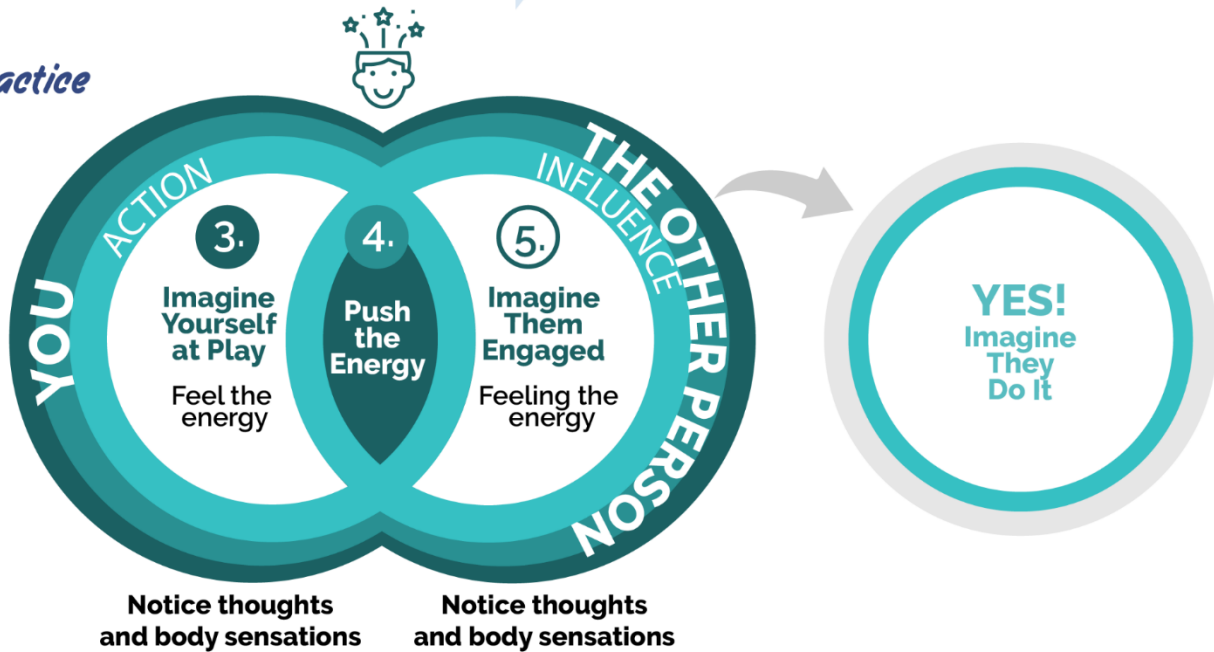 YOU
ACTION
3.
Imagine
Yourself
at Play
Feel the
energy
4.
Push
the
Energy
THE OTHER PERSON
INFLUENCE
5.
Imagine
Them
Engaged
Feeling the
energy
YES!
Imagine
They
Do It
Notice thoughts
and body sensations
Notice thoughts
and body sensations